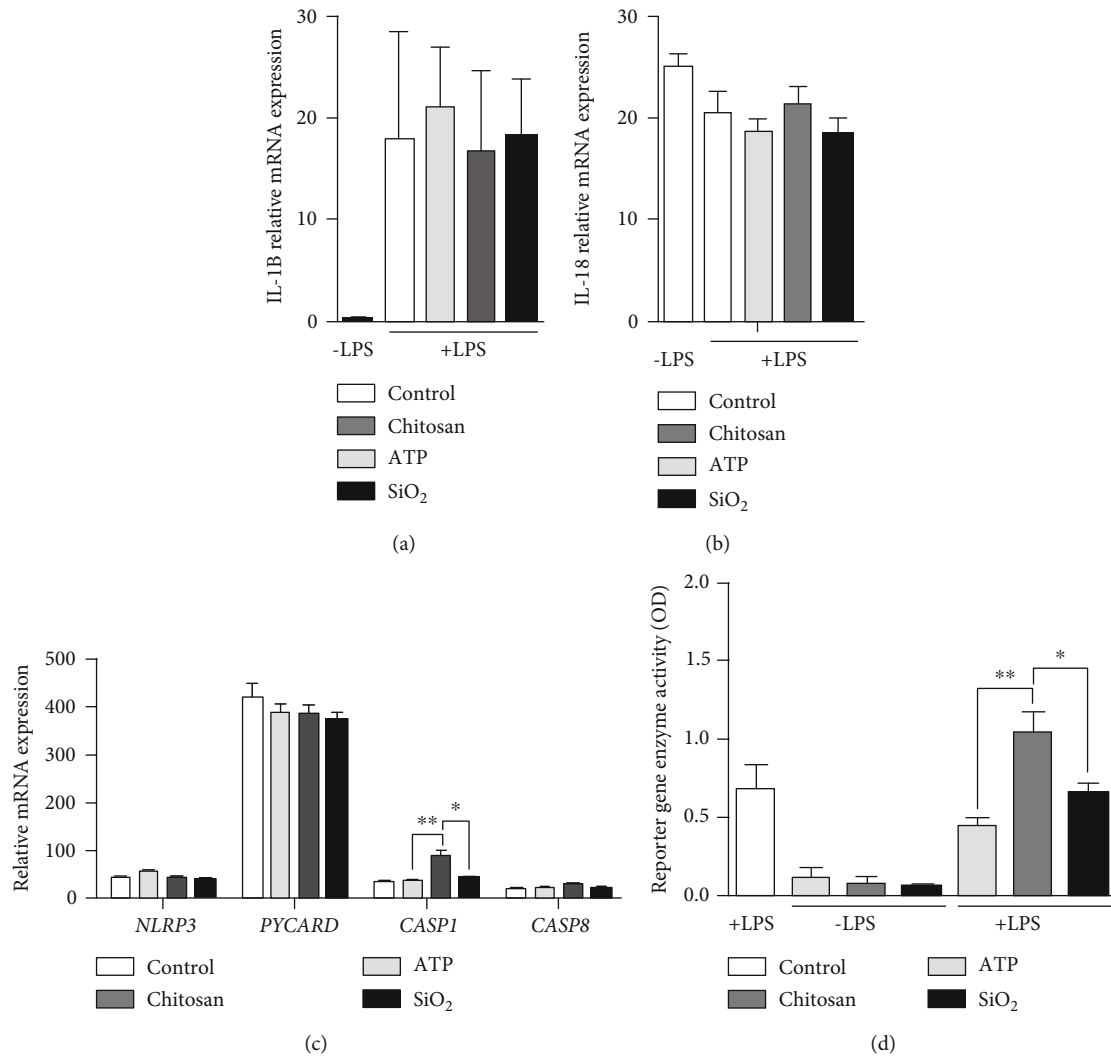 IL-1B relative mRNA expression
30
20
10
0
-LPS
+LPS
Control
Chitosan
ATP
SiO2
(a)
IL-18 relative mRNA expression
30
20
10
0
-LPS
+LPS
Control
Chitosan
ATP
SiO2
(b)
Relative mRNA expression
500
400
300
200
100
0
**
*
NLRP3
PYCARD
CASP1
CASP8
Control
ATP
Chitosan
SiO2
(c)
Reporter gene enzyme activity (OD)
2.0
1.5
1.0
0.5
0.0
**
*
+LPS
-LPS
+LPS
Control
ATP
Chitosan
SiO2
(d)